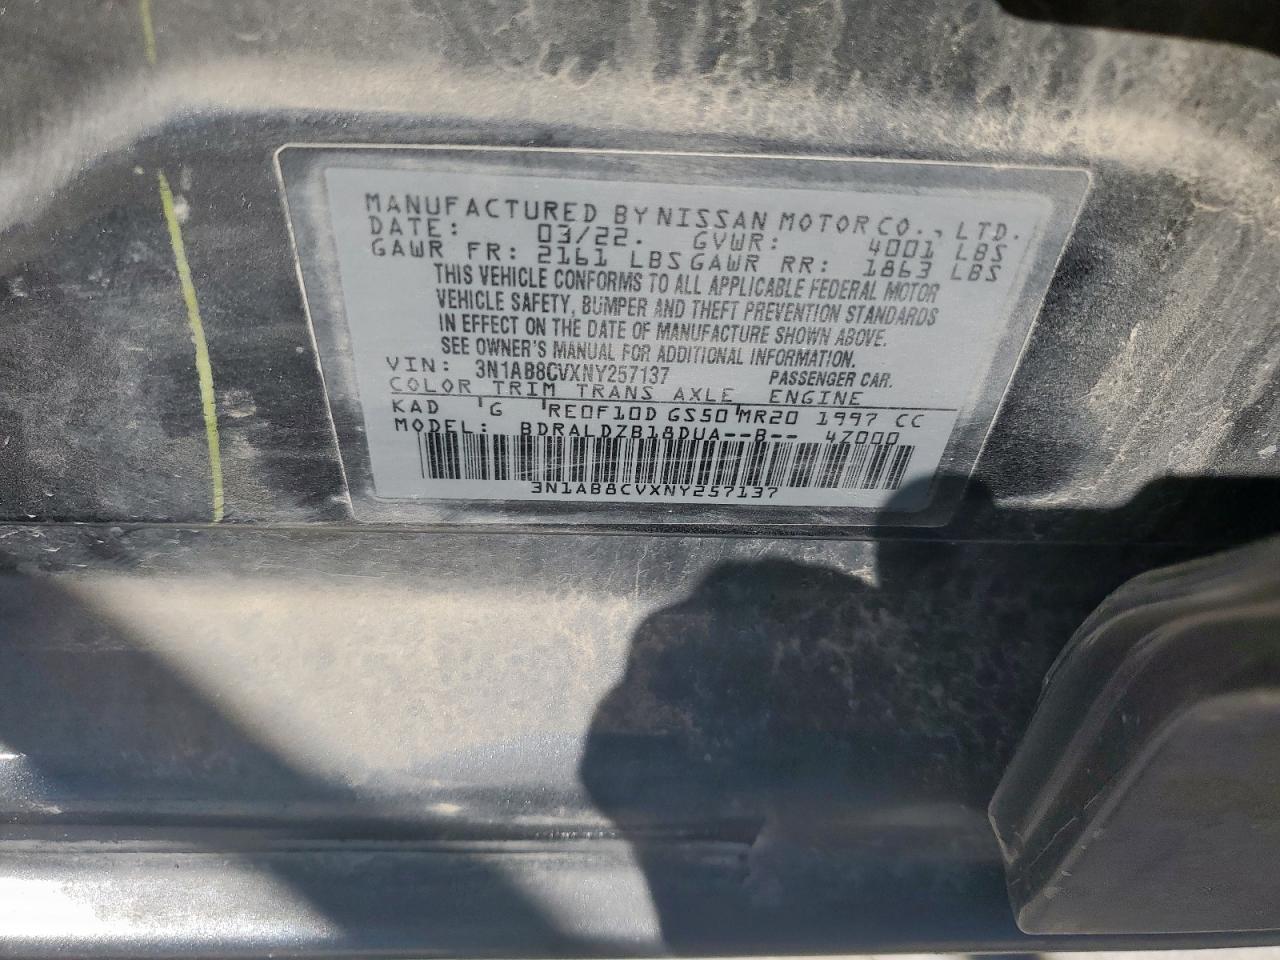 MANUFACTURED BY NISSAN MOTOR CO., LTD.
DATE: 03/22. GVWR: 4001 LBS
GAWR FR: 2161 LBS GAWR RR: 1863 LBS
THIS VEHICLE CONFORMS TO ALL APPLICABLE FEDERAL MOTOR
VEHICLE SAFETY, BUMPER AND THEFT PREVENTION STANDARDS
IN EFFECT ON THE DATE OF MANUFACTURE SHOWN ABOVE.
SEE OWNER'S MANUAL FOR ADDITIONAL INFORMATION.
VIN: 3N1AB8CVXNY257137 PASSENGER CAR.
COLOR TRIM TRANS AXLE ENGINE
KAD G RE0F10D GS50 MR20 1997 CC
MODEL: BDRALDZB18DUA--B-- 4Z000
3N1AB8CVXNY257137